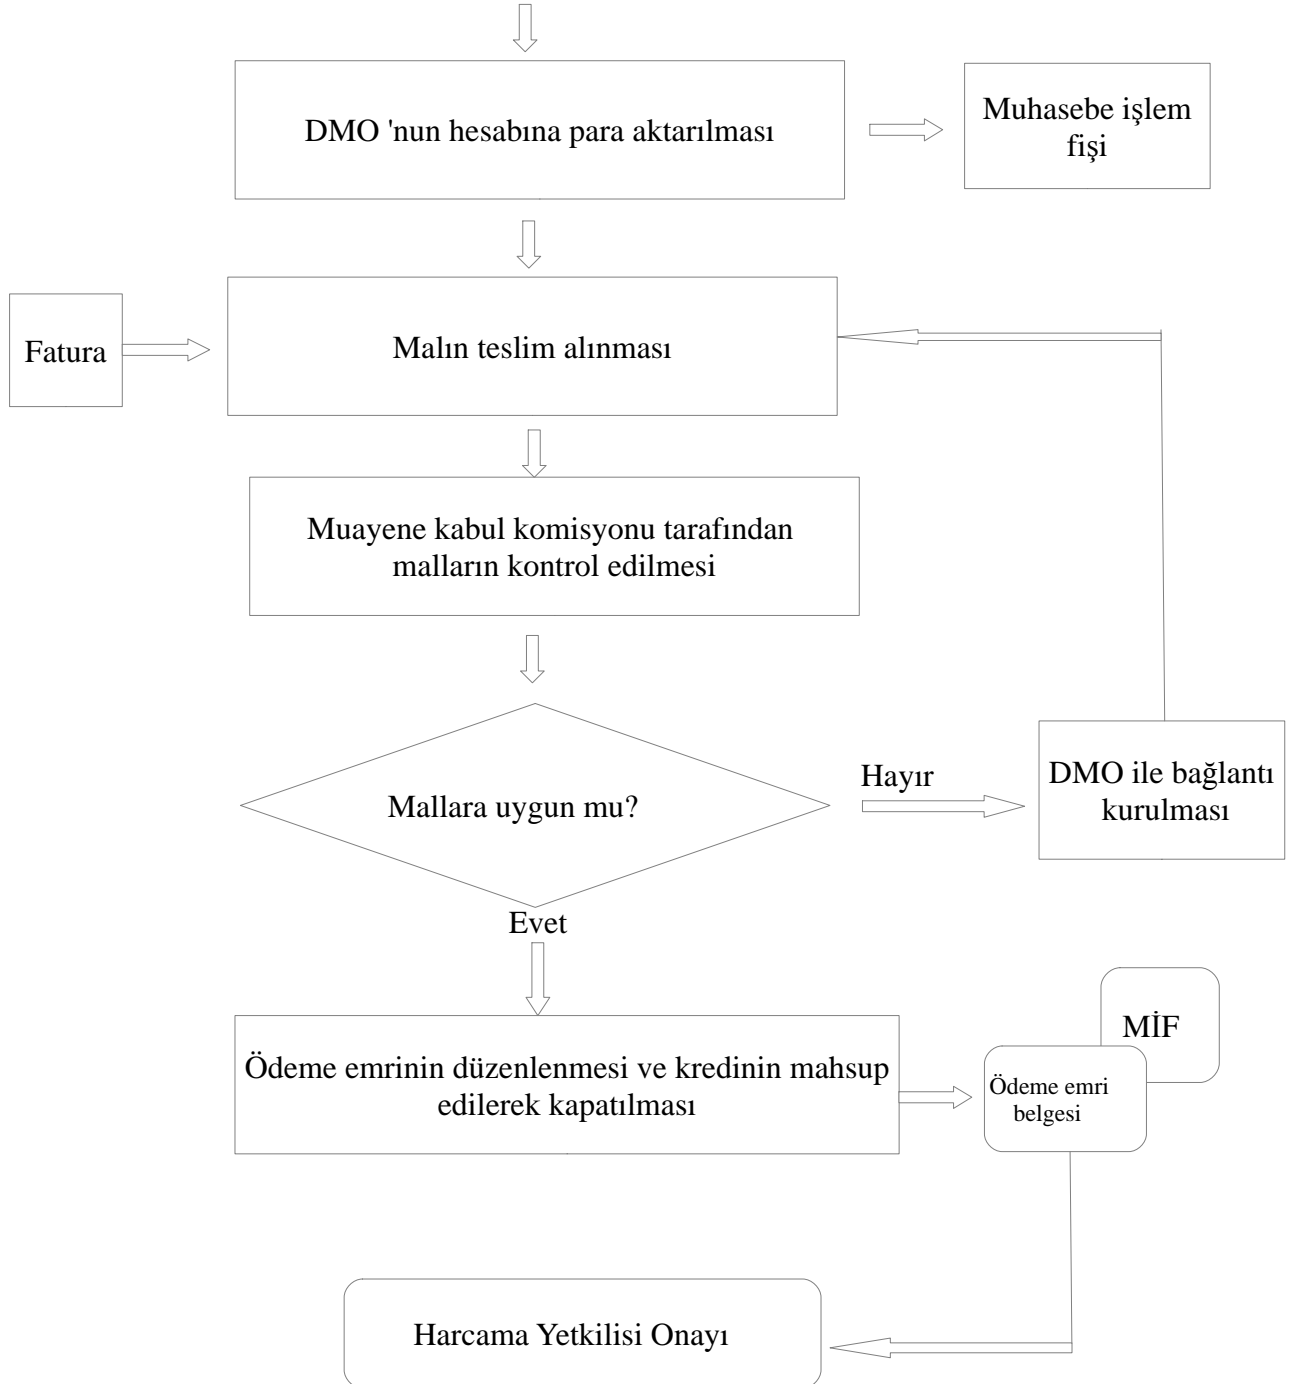 DMO 'nun hesabına para aktarılması
Muhasebe işlem
fişi
Fatura
Malın teslim alınması
Muayene kabul komisyonu tarafından
malların kontrol edilmesi
Mallara uygun mu?
Hayır
DMO ile bağlantı
kurulması
Evet
Ödeme emrinin düzenlenmesi ve kredinin mahsup
edilerek kapatılması
MİF
Ödeme emri
belgesi
Harcama Yetkilisi Onayı